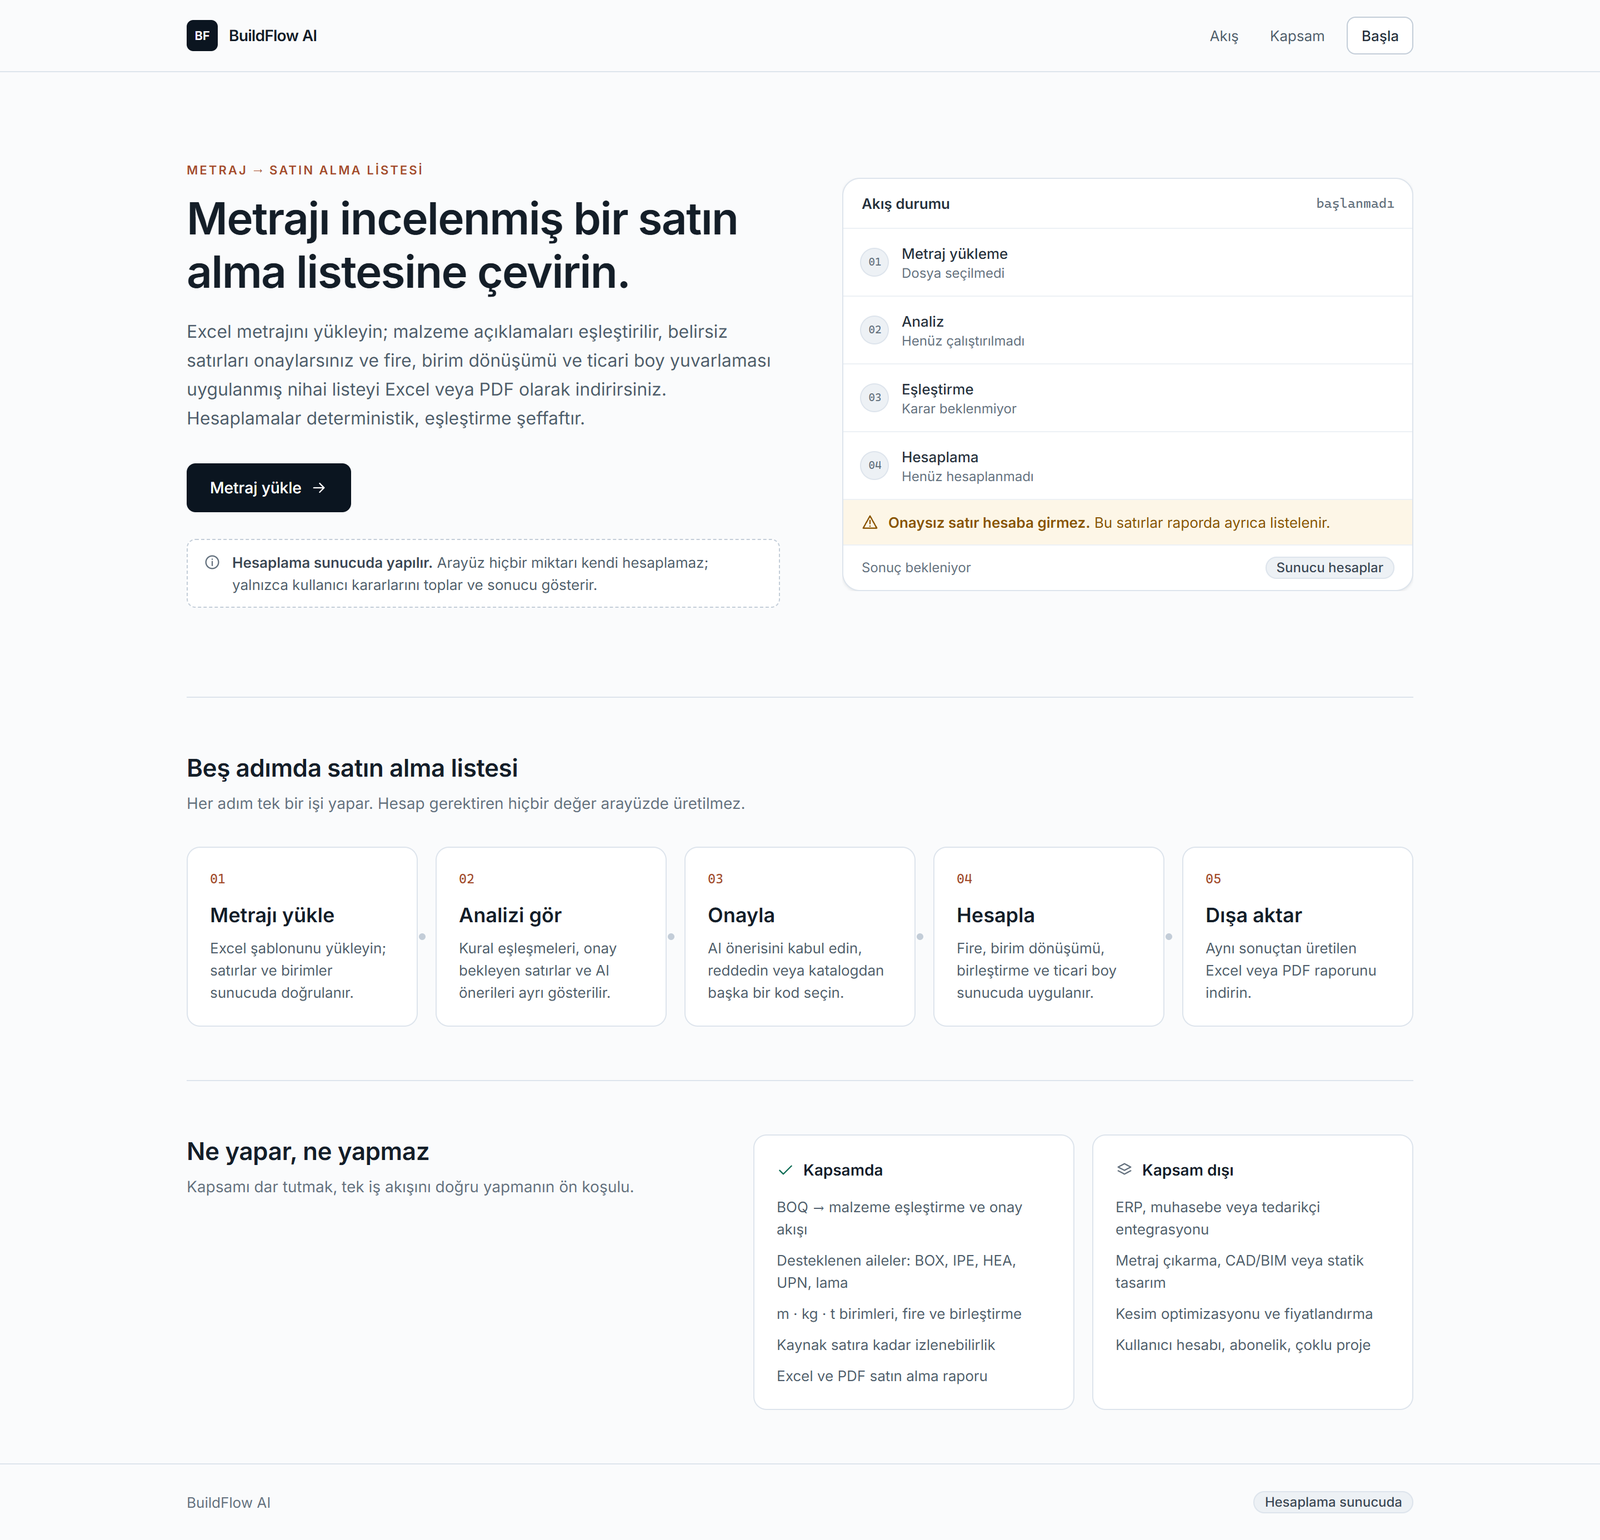 BF
BuildFlow AI
Akış
Kapsam
Başla
METRAJ → SATIN ALMA LİSTESİ
Metrajı incelenmiş bir satın
alma listesine çevirin.
Excel metrajını yükleyin; malzeme açıklamaları eşleştirilir, belirsiz
satırları onaylarsınız ve fire, birim dönüşümü ve ticari boy yuvarlaması
uygulanmış nihai listeyi Excel veya PDF olarak indirirsiniz.
Hesaplamalar deterministik, eşleştirme şeffaftır.
Metraj yükle →
Hesaplama sunucuda yapılır. Arayüz hiçbir miktarı kendi hesaplamaz;
yalnızca kullanıcı kararlarını toplar ve sonucu gösterir.
Akış durumu
başlanmadı
01
Metraj yükleme
Dosya seçilmedi
02
Analiz
Henüz çalıştırılmadı
03
Eşleştirme
Karar beklenmiyor
04
Hesaplama
Henüz hesaplanmadı
Onaysız satır hesaba girmez. Bu satırlar raporda ayrıca listelenir.
Sonuç bekleniyor
Sunucu hesaplar
Beş adımda satın alma listesi
Her adım tek bir işi yapar. Hesap gerektiren hiçbir değer arayüzde üretilmez.
01
Metrajı yükle
Excel şablonunu yükleyin;
satırlar ve birimler
sunucuda doğrulanır.
02
Analizi gör
Kural eşleşmeleri, onay
bekleyen satırlar ve AI
önerileri ayrı gösterilir.
03
Onayla
AI önerisini kabul edin,
reddedin veya katalogdan
başka bir kod seçin.
04
Hesapla
Fire, birim dönüşümü,
birleştirme ve ticari boy
sunucuda uygulanır.
05
Dışa aktar
Aynı sonuçtan üretilen
Excel veya PDF raporunu
indirin.
Ne yapar, ne yapmaz
Kapsamı dar tutmak, tek iş akışını doğru yapmanın ön koşulu.
Kapsamda
BOQ → malzeme eşleştirme ve onay
akışı
Desteklenen aileler: BOX, IPE, HEA,
UPN, lama
m · kg · t birimleri, fire ve birleştirme
Kaynak satıra kadar izlenebilirlik
Excel ve PDF satın alma raporu
Kapsam dışı
ERP, muhasebe veya tedarikçi
entegrasyonu
Metraj çıkarma, CAD/BIM veya statik
tasarım
Kesim optimizasyonu ve fiyatlandırma
Kullanıcı hesabı, abonelik, çoklu proje
BuildFlow AI
Hesaplama sunucuda